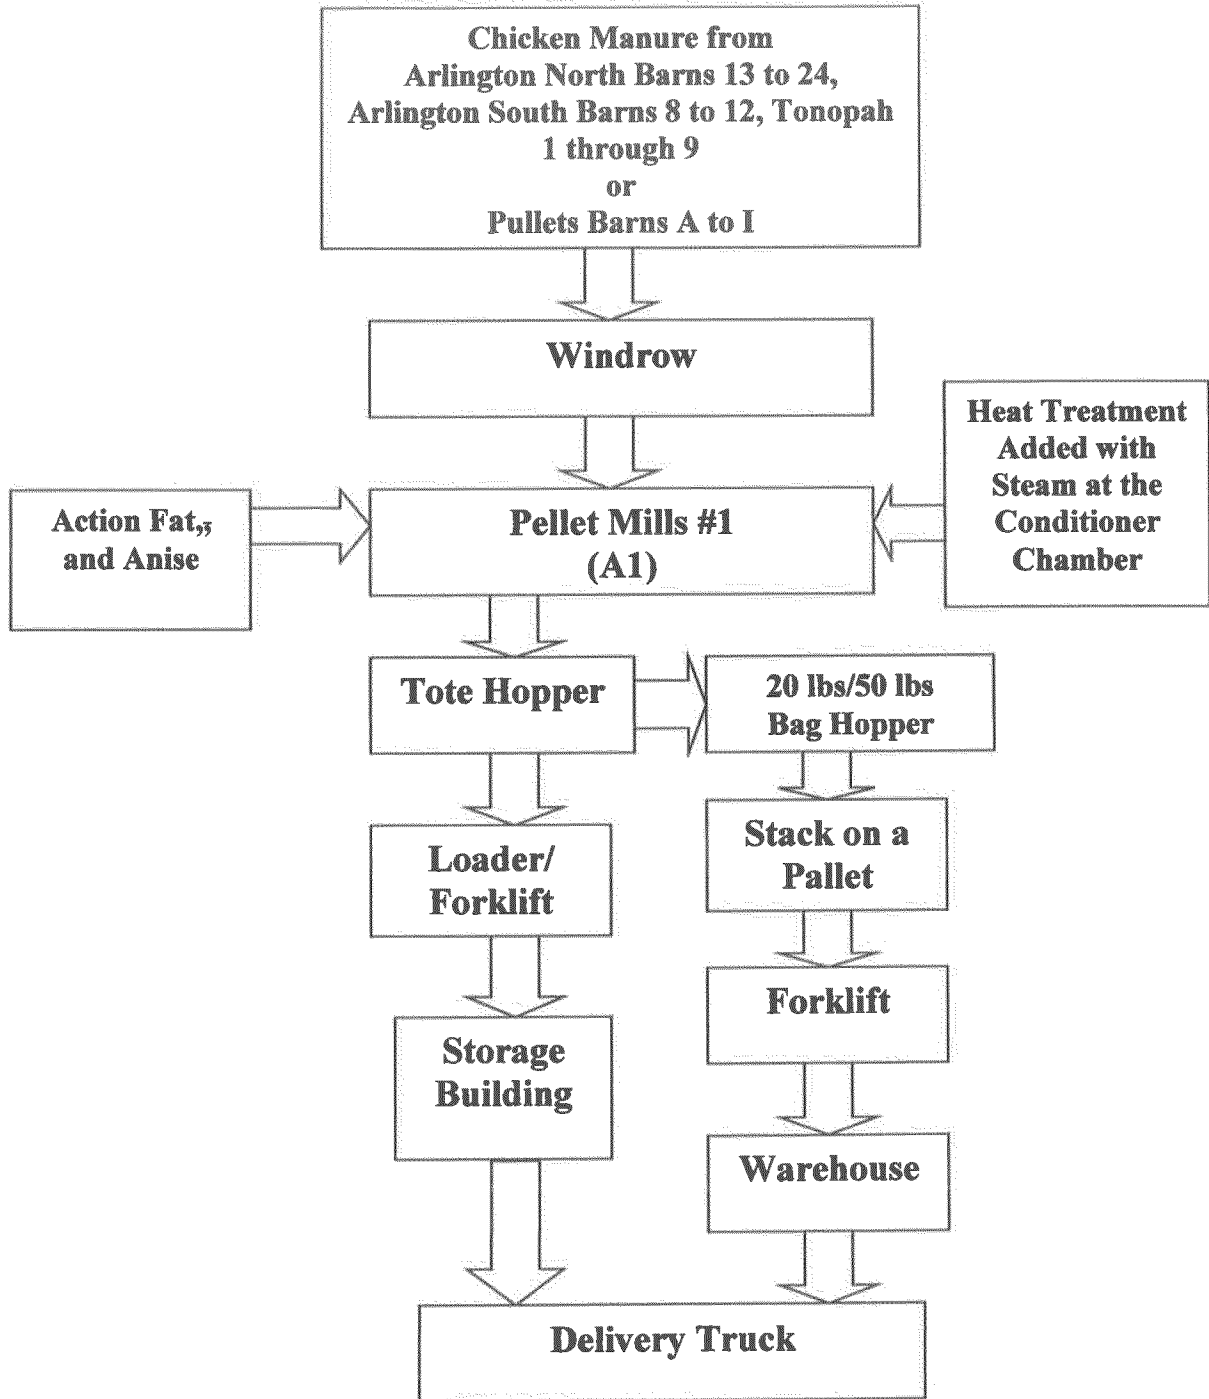 Chicken Manure from
Arlington North Barns 13 to 24,
Arlington South Barns 8 to 12, Tonopah
1 through 9
or
Pullets Barns A to I
Windrow
Heat Treatment
Added with
Steam at the
Conditioner
Chamber
Action Fat,,
and Anise
Pellet Mills #1
(A1)
Tote Hopper
20 lbs/50 lbs
Bag Hopper
Loader/
Forklift
Stack on a
Pallet
Forklift
Storage
Building
Warehouse
Delivery Truck